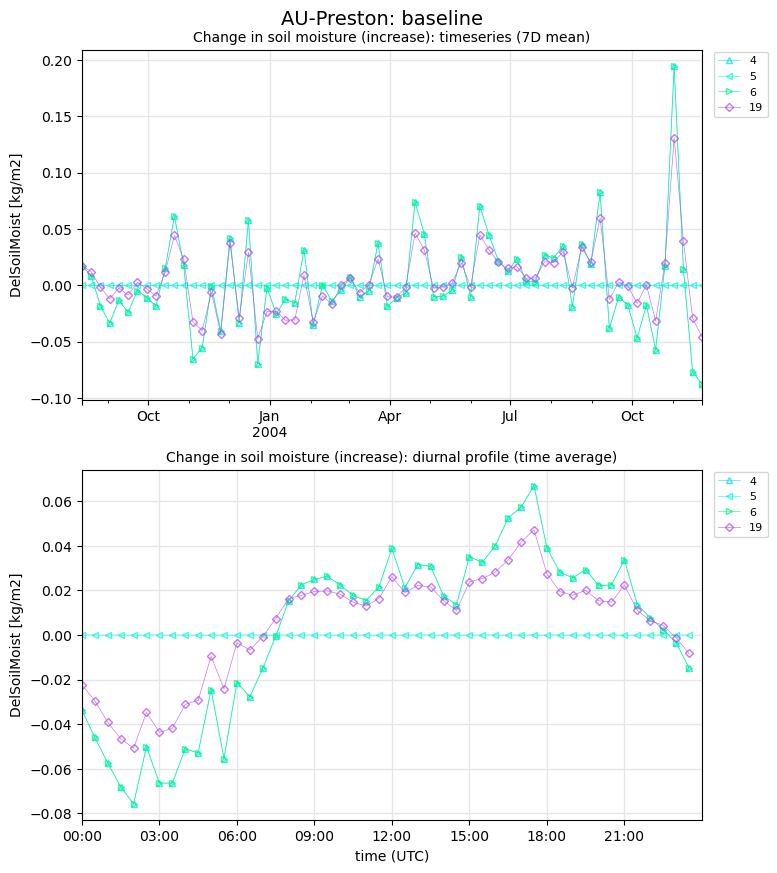 AU-Preston: baseline
Change in soil moisture (increase): timeseries (7D mean)
0.20
0.15
0.10
0.05
0.00
−0.05
−0.10
DelSoilMoist [kg/m2]
Oct
Jan
2004
Apr
Jul
Oct
4
5
6
19
Change in soil moisture (increase): diurnal profile (time average)
0.06
0.04
0.02
0.00
−0.02
−0.04
−0.06
−0.08
DelSoilMoist [kg/m2]
00:00
03:00
06:00
09:00
12:00
15:00
18:00
21:00
time (UTC)
4
5
6
19